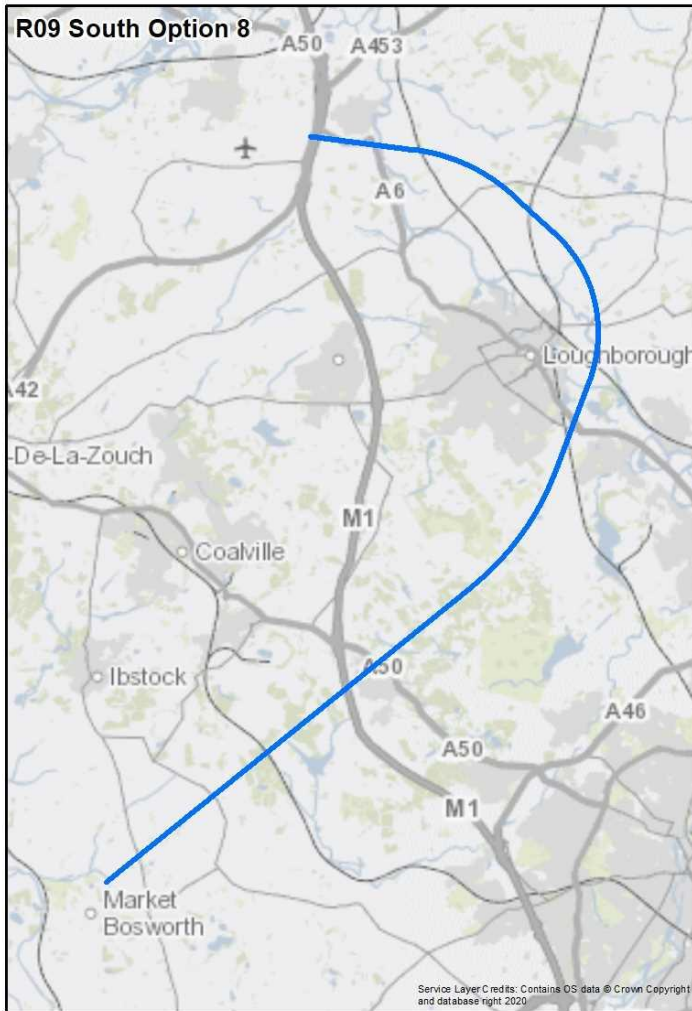 R09 South Option 8
A50
A453
A6
Loughborough
A42
-De-La-Zouch
M1
Coalville
A50
Ibstock
A46
A50
M1
Market
Bosworth
Service Layer Credits: Contains OS data © Crown Copyright
and database right 2020